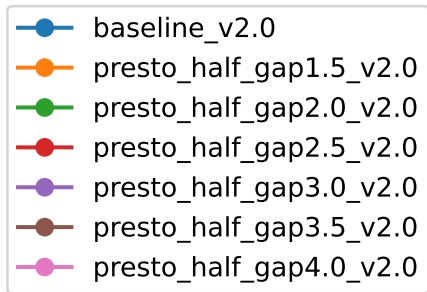 baseline_v2.0
presto_half_gap1.5_v2.0
presto_half_gap2.0_v2.0
presto_half_gap2.5_v2.0
presto_half_gap3.0_v2.0
presto_half_gap3.5_v2.0
presto_half_gap4.0_v2.0